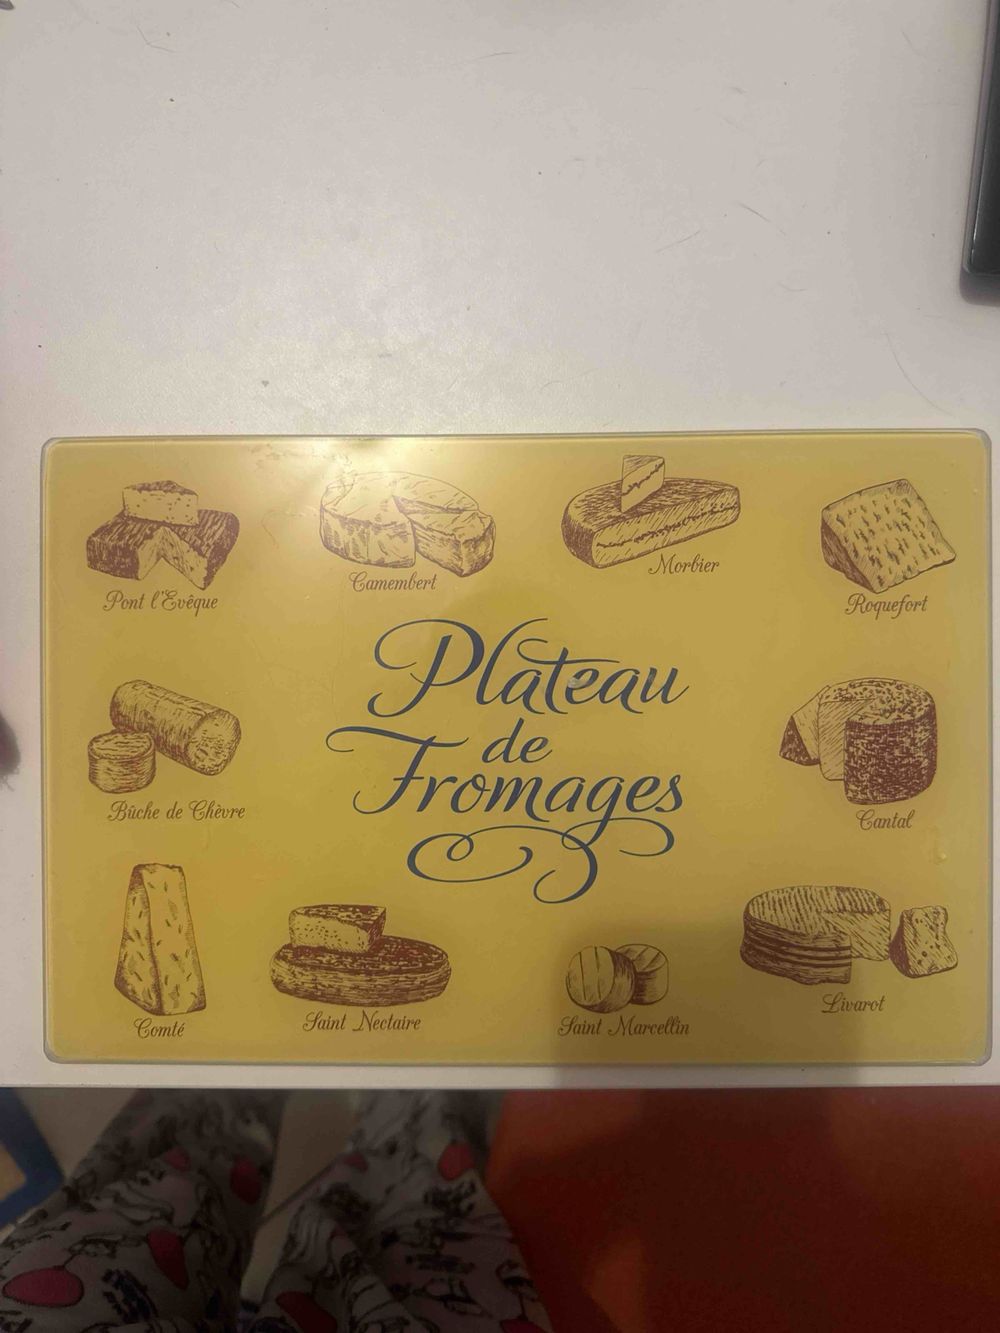 Pont l'Evêque
Camembert
Morbier
Roquefort
Plateau
de
Fromages
Bûche de Chèvre
Cantal
Comté
Saint Nectaire
Saint Marcellin
Livarot